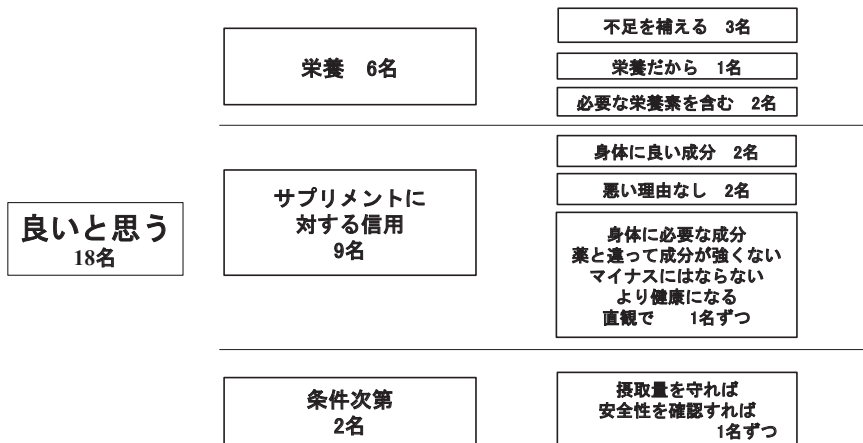 良いと思う
18名
栄養　6名
不足を補える　3名
栄養だから　1名
必要な栄養素を含む　2名
サプリメントに
対する信用
9名
身体に良い成分　2名
悪い理由なし　2名
身体に必要な成分
薬と違って成分が強くない
マイナスにはならない
より健康になる
直観で　　1名ずつ
条件次第
2名
摂取量を守れば
安全性を確認すれば
1名ずつ